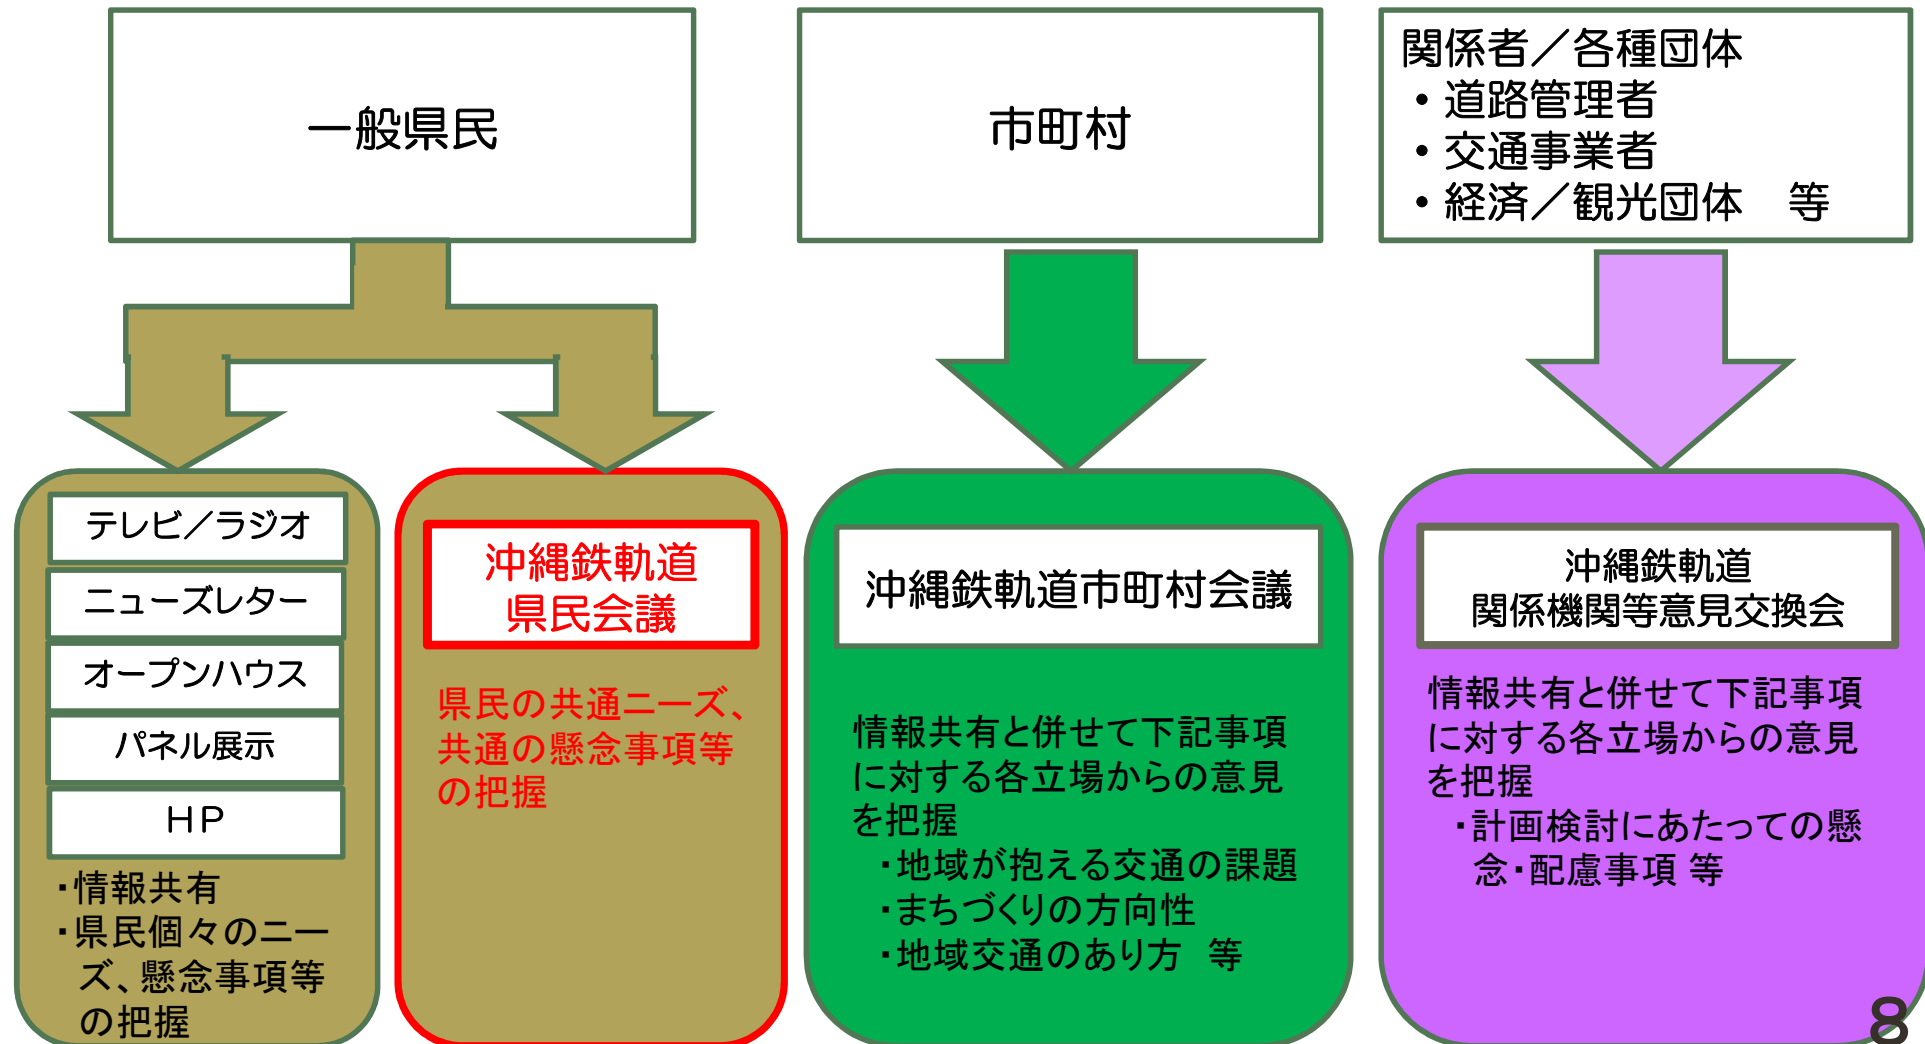 一般県民
市町村
関係者／各種団体
・道路管理者
・交通事業者
・経済／観光団体　等
テレビ／ラジオ
ニューズレター
オープンハウス
パネル展示
ＨＰ
・情報共有
・県民個々のニー
ズ、懸念事項等
の把握
沖縄鉄軌道
県民会議
県民の共通ニーズ、
共通の懸念事項等
の把握
沖縄鉄軌道市町村会議
情報共有と併せて下記事項
に対する各立場からの意見
を把握
・地域が抱える交通の課題
・まちづくりの方向性
・地域交通のあり方　等
沖縄鉄軌道
関係機関等意見交換会
情報共有と併せて下記事項
に対する各立場からの意見
を把握
・計画検討にあたっての懸
念・配慮事項 等
8